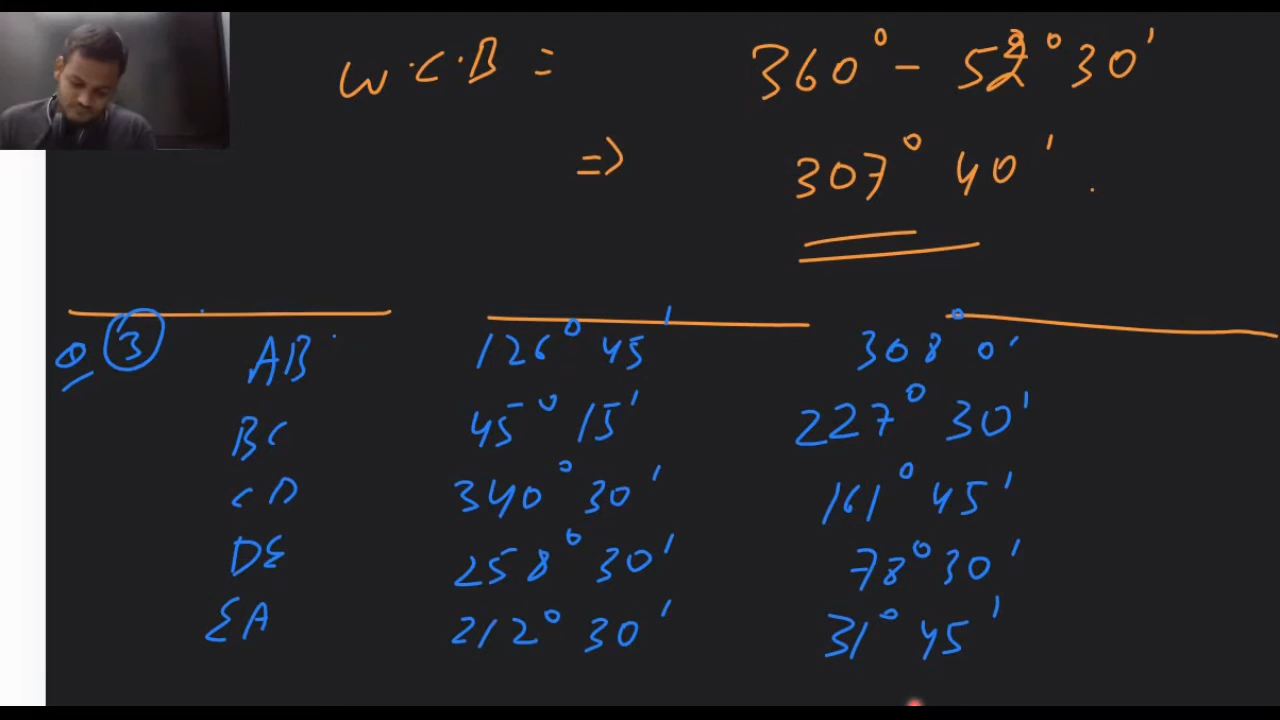 W.C.B = 360° - 52°30'
=> 307° 40'.
Q ③ AB 126° 45' 308° 0'
BC 45° 15' 227° 30'
CD 340° 30' 161° 45'
DE 258° 30' 78° 30'
EA 212° 30' 31° 45'